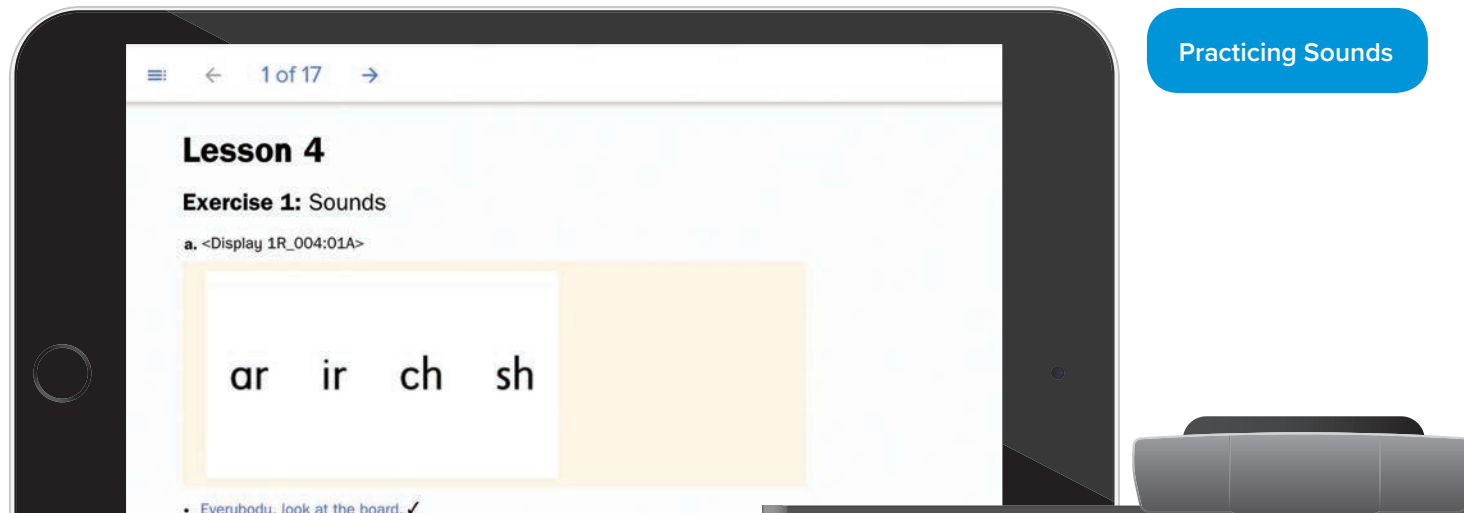 Practicing Sounds
1 of 17
Lesson 4
Exercise 1: Sounds
a. <Display 1R_004:01A>
ar ir ch sh
• Everybody, look at the board. ✓